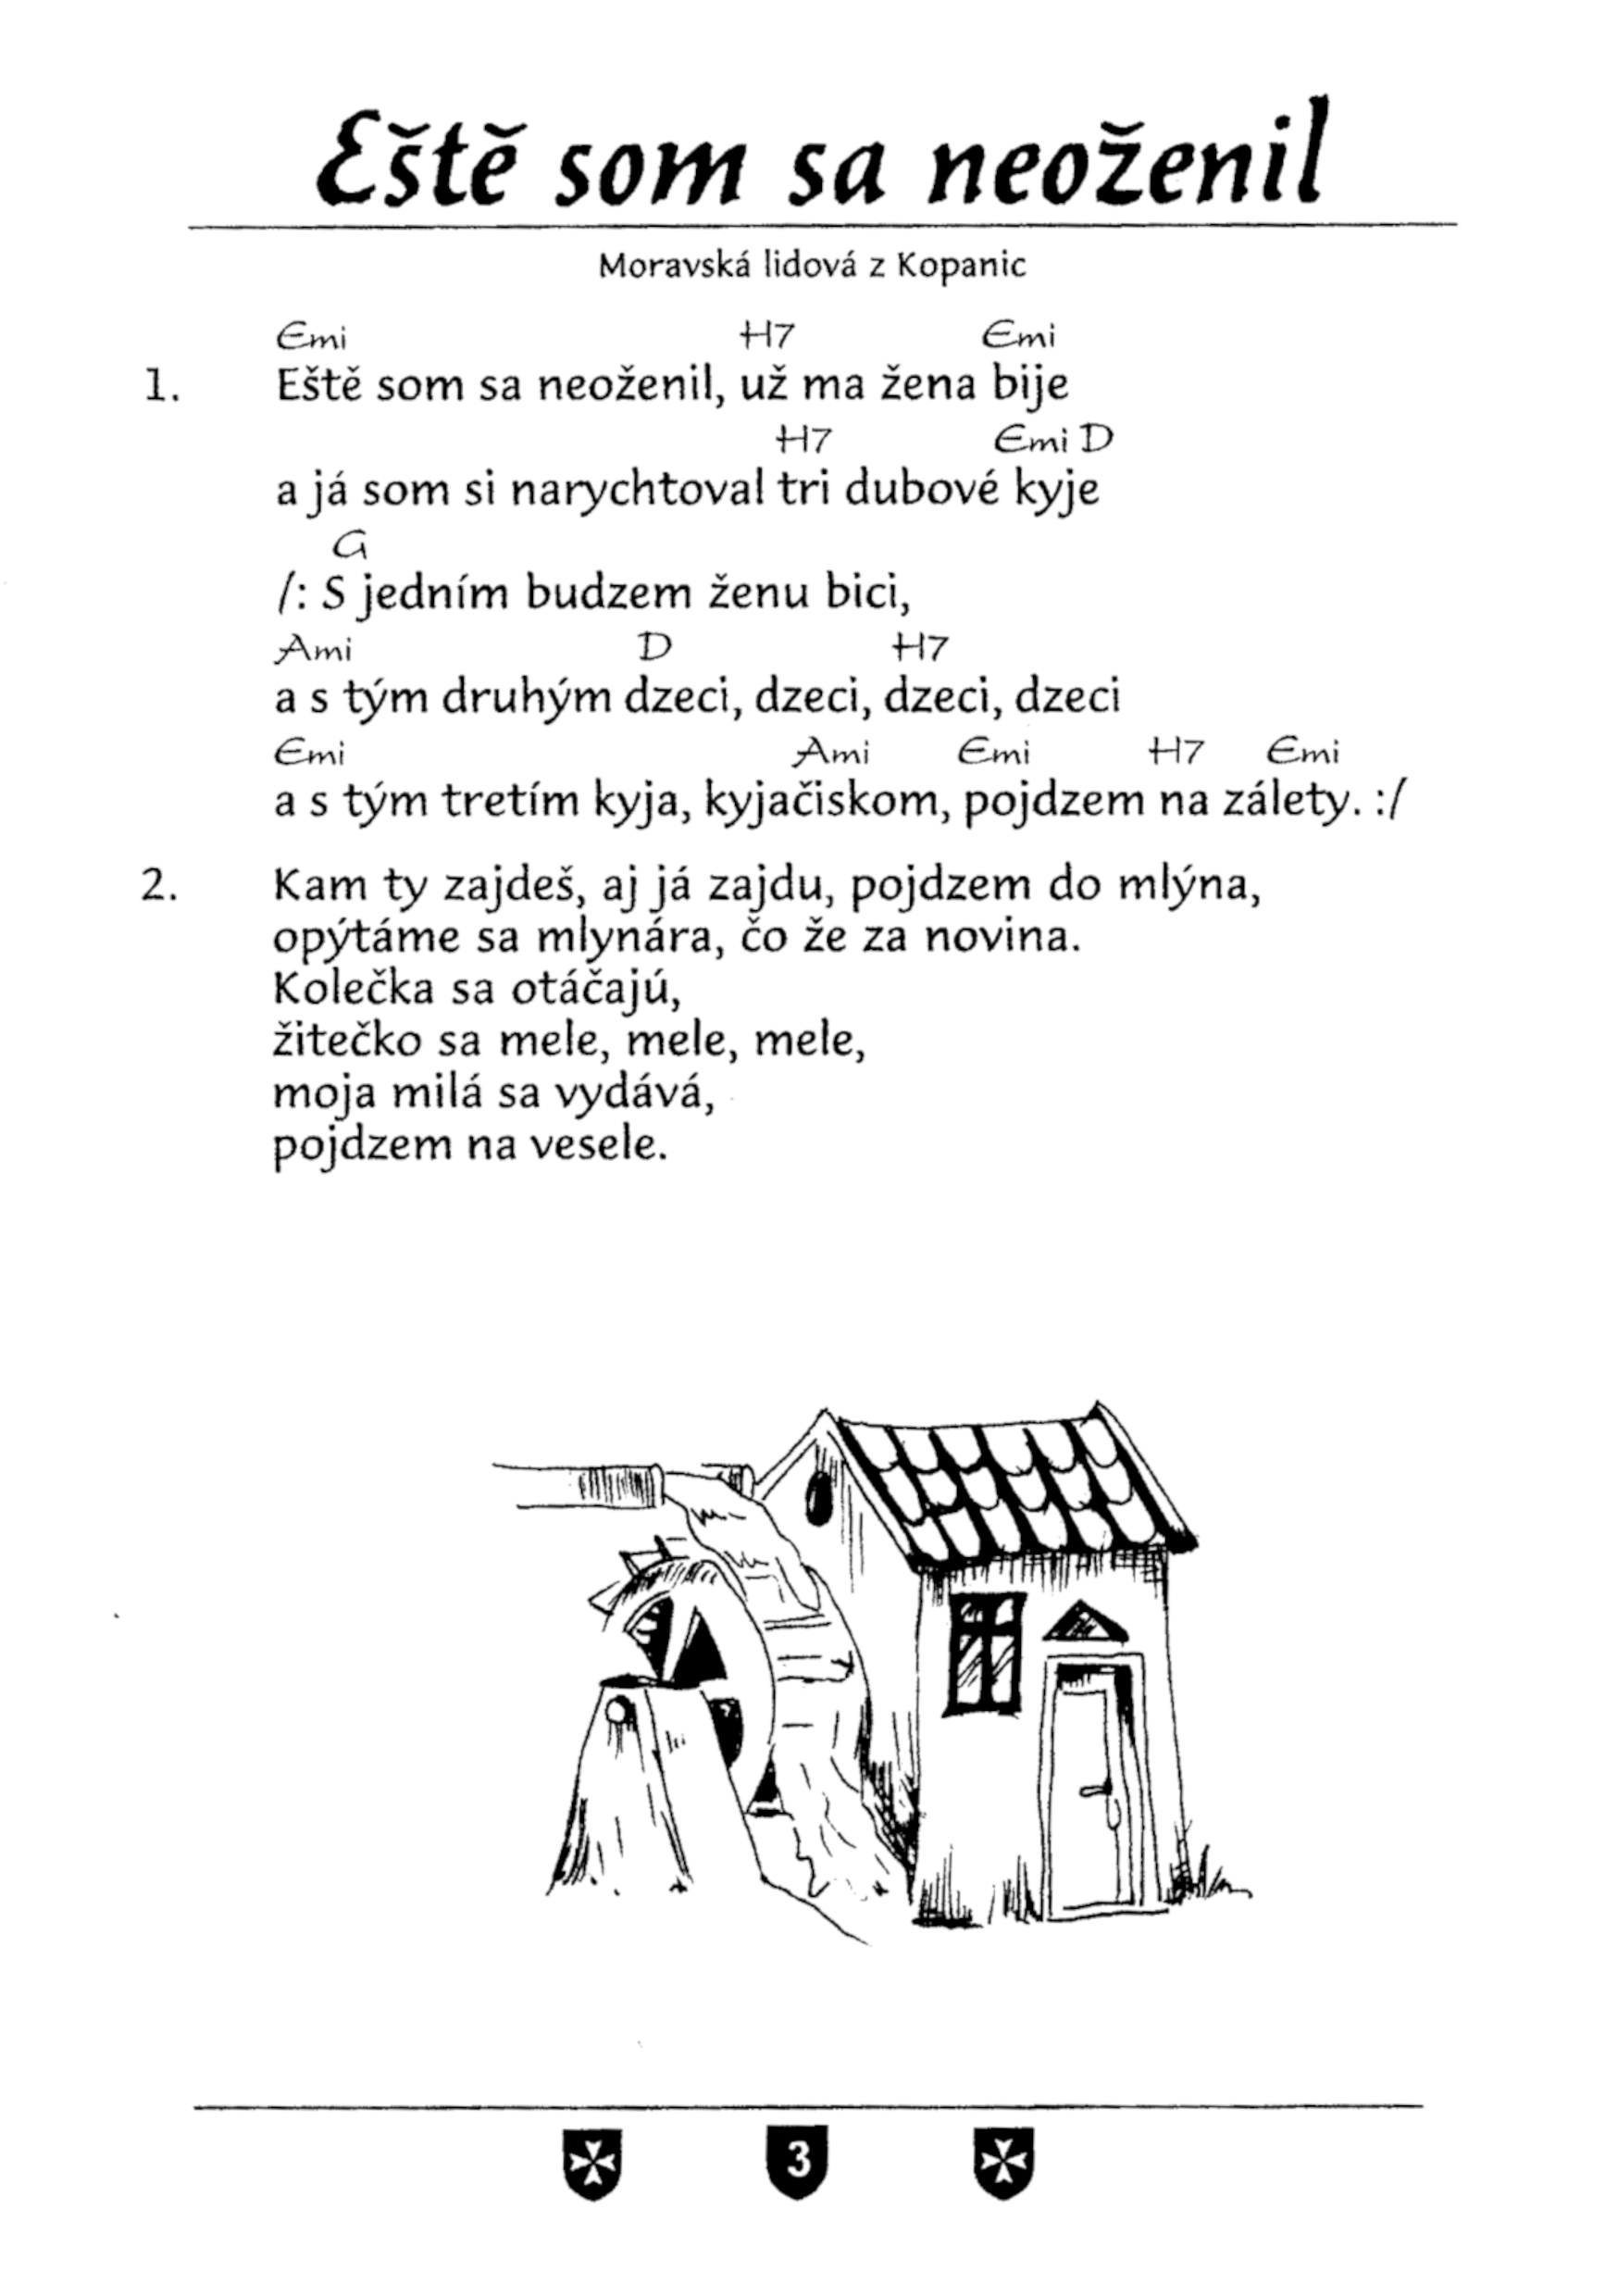 Eště som sa neoženil
Moravská lidová z Kopanic
Emi H7 Emi
1. Eště som sa neoženil, už ma žena bije
H7 Emi D
a já som si narychtoval tri dubové kyje
G
/: S jedním budzem ženu bici,
Ami D H7
a s tým druhým dzeci, dzeci, dzeci, dzeci
Emi Ami Emi H7 Emi
a s tým tretím kyja, kyjačiskom, pojdzem na zálety. :/
2. Kam ty zajdeš, aj já zajdu, pojdzem do mlýna,
opýtáme sa mlynára, čo že za novina.
Kolečka sa otáčajú,
žitečko sa mele, mele, mele,
moja milá sa vydává,
pojdzem na vesele.
3